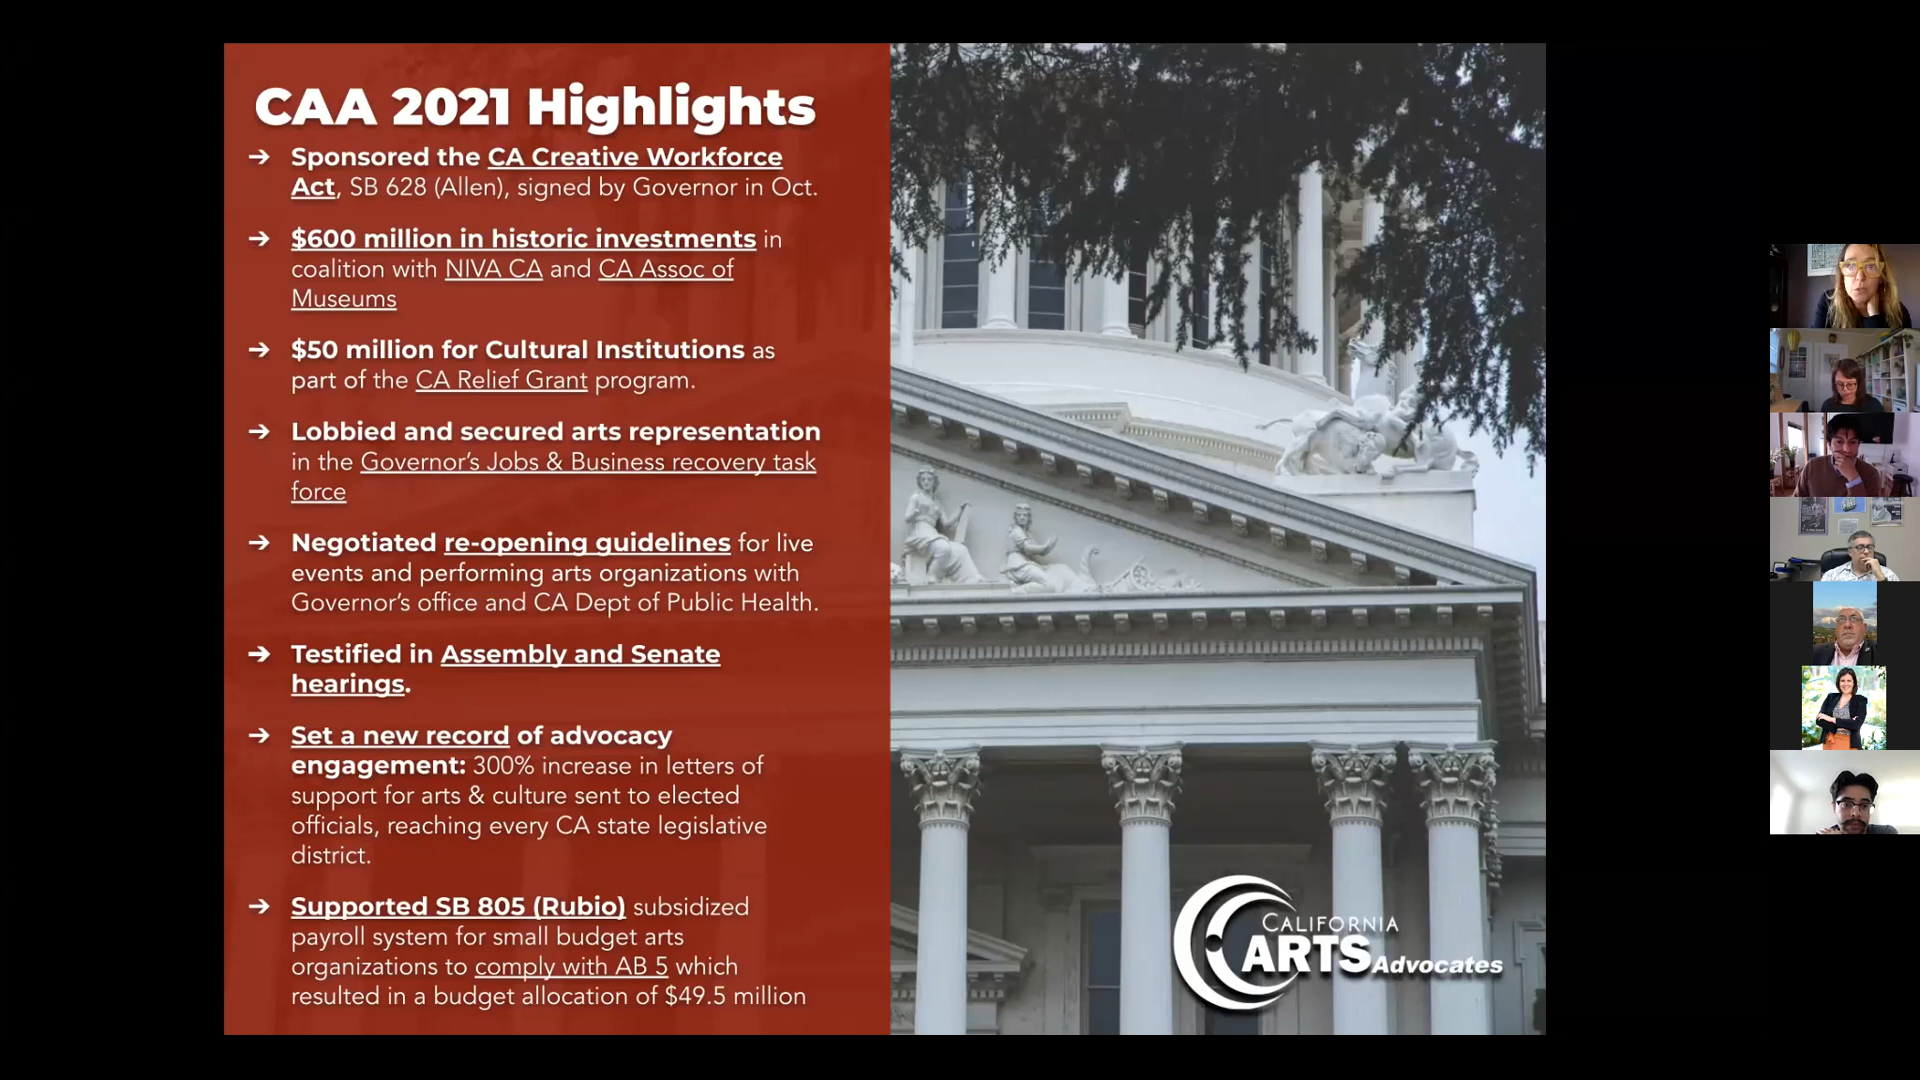 CAA 2021 Highlights
➔ Sponsored the CA Creative Workforce
Act, SB 628 (Allen), signed by Governor in Oct.
➔ $600 million in historic investments in
coalition with NIVA CA and CA Assoc of
Museums
➔ $50 million for Cultural Institutions as
part of the CA Relief Grant program.
➔ Lobbied and secured arts representation
in the Governor's Jobs & Business recovery task
force
➔ Negotiated re-opening guidelines for live
events and performing arts organizations with
Governor's office and CA Dept of Public Health.
➔ Testified in Assembly and Senate
hearings.
➔ Set a new record of advocacy
engagement: 300% increase in letters of
support for arts & culture sent to elected
officials, reaching every CA state legislative
district.
➔ Supported SB 805 (Rubio) subsidized
payroll system for small budget arts
organizations to comply with AB 5 which
resulted in a budget allocation of $49.5 million
CALIFORNIA
ARTS Advocates